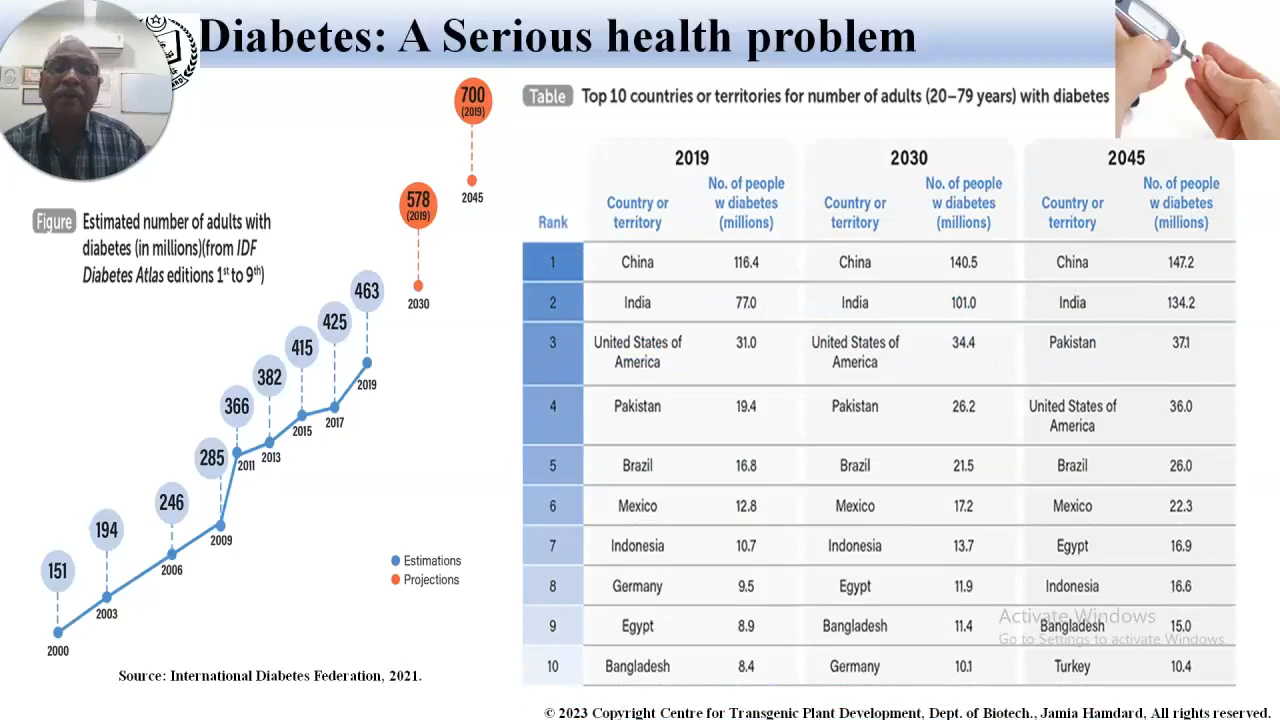 Diabetes: A Serious health problem
Figure
Estimated number of adults with
diabetes (in millions)(from IDF
Diabetes Atlas editions 1st to 9th)
151
194
246
285
366
382
415
425
463
578
(2019)
700
(2019)
2000
2003
2006
2009
2011
2013
2015
2017
2019
2030
2045
Estimations
Projections
Source: International Diabetes Federation, 2021.
Table Top 10 countries or territories for number of adults (20–79 years) with diabetes
2019 2030 2045
Rank
Country or
territory
No. of people
w diabetes
(millions)
Country or
territory
No. of people
w diabetes
(millions)
Country or
territory
No. of people
w diabetes
(millions)
1 China 116.4 China 140.5 China 147.2
2 India 77.0 India 101.0 India 134.2
3 United States of America 31.0 United States of America 34.4 Pakistan 37.1
4 Pakistan 19.4 Pakistan 26.2 United States of America 36.0
5 Brazil 16.8 Brazil 21.5 Brazil 26.0
6 Mexico 12.8 Mexico 17.2 Mexico 22.3
7 Indonesia 10.7 Indonesia 13.7 Egypt 16.9
8 Germany 9.5 Egypt 11.9 Indonesia 16.6
9 Egypt 8.9 Bangladesh 11.4 Bangladesh 15.0
10 Bangladesh 8.4 Germany 10.1 Turkey 10.4
Activate Windows
Go to Settings to activate Windows.
© 2023 Copyright Centre for Transgenic Plant Development, Dept. of Biotech., Jamia Hamdard, All rights reserved.